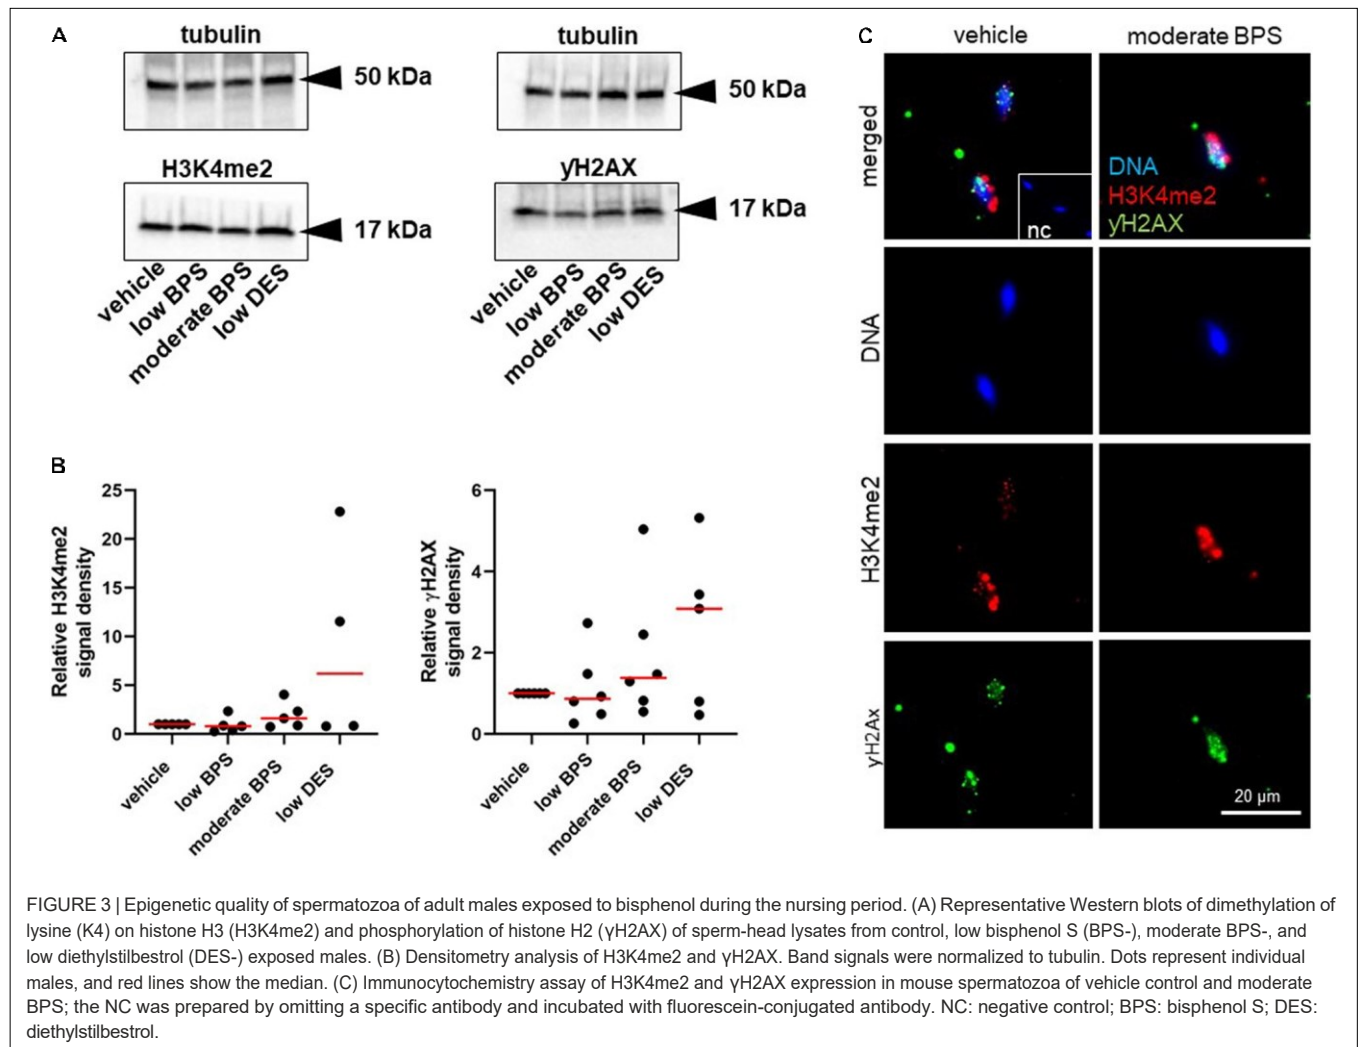 A
tubulin
50 kDa
H3K4me2
17 kDa
vehicle
low BPS
moderate BPS
low DES
tubulin
50 kDa
γH2AX
17 kDa
vehicle
low BPS
moderate BPS
low DES
B
Relative H3K4me2
signal density
25
20
15
10
5
0
vehicle
low BPS
moderate BPS
low DES
Relative γH2AX
signal density
6
4
2
0
vehicle
low BPS
moderate BPS
low DES
C
vehicle
moderate BPS
merged
nc
DNA
H3K4me2
γH2AX
DNA
H3K4me2
γH2Ax
20 µm
FIGURE 3 | Epigenetic quality of spermatozoa of adult males exposed to bisphenol during the nursing period. (A) Representative Western blots of dimethylation of
lysine (K4) on histone H3 (H3K4me2) and phosphorylation of histone H2 (γH2AX) of sperm-head lysates from control, low bisphenol S (BPS-), moderate BPS-, and
low diethylstilbestrol (DES-) exposed males. (B) Densitometry analysis of H3K4me2 and γH2AX. Band signals were normalized to tubulin. Dots represent individual
males, and red lines show the median. (C) Immunocytochemistry assay of H3K4me2 and γH2AX expression in mouse spermatozoa of vehicle control and moderate
BPS; the NC was prepared by omitting a specific antibody and incubated with fluorescein-conjugated antibody. NC: negative control; BPS: bisphenol S; DES:
diethylstilbestrol.